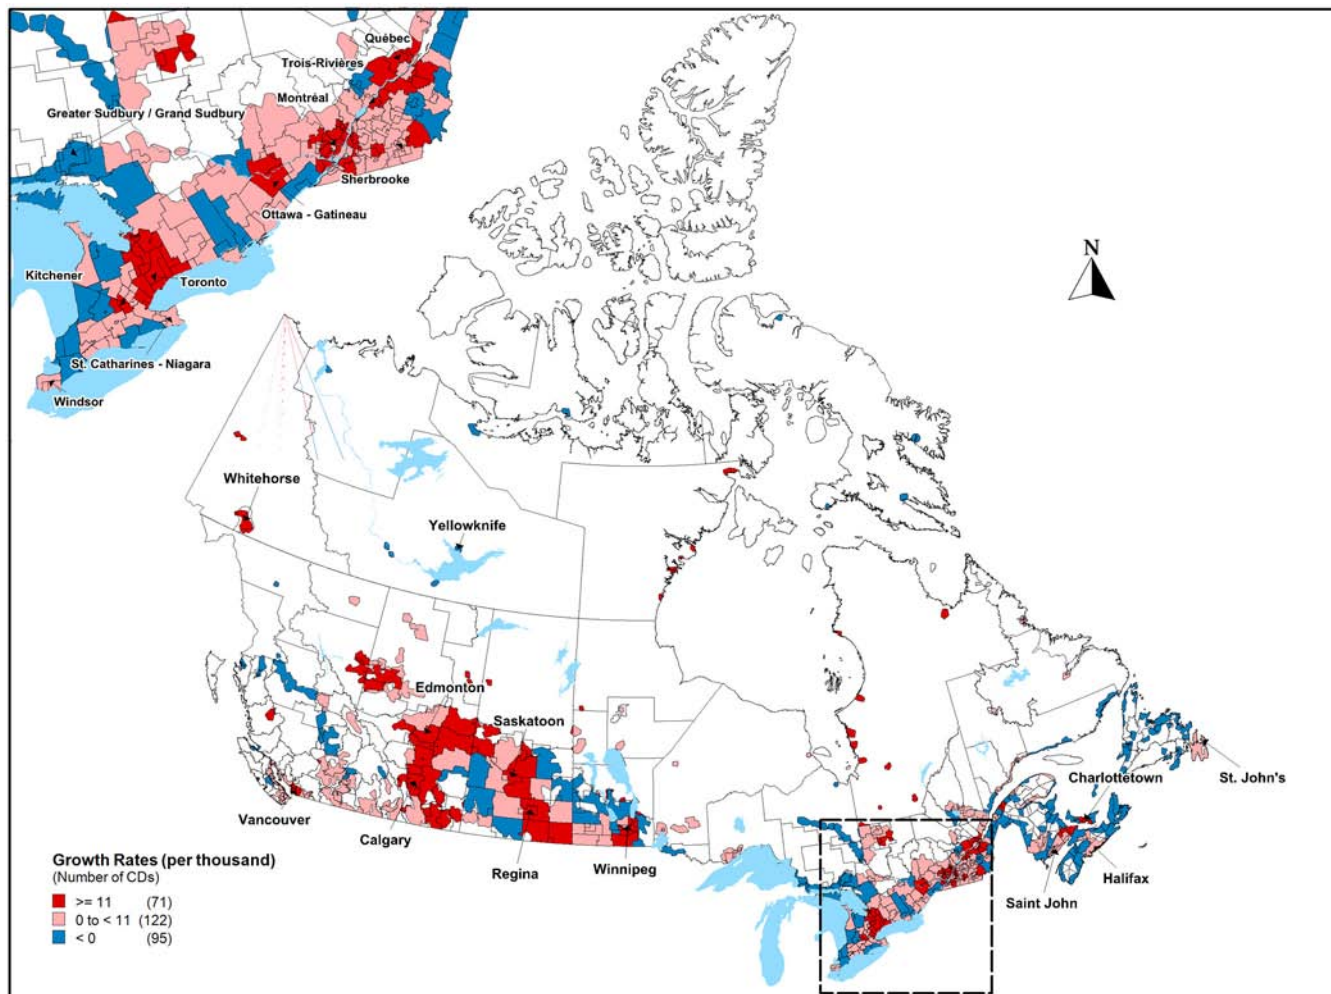 Québec
Trois-Rivières
Montréal
Greater Sudbury / Grand Sudbury
Sherbrooke
Ottawa - Gatineau
Kitchener
Toronto
St. Catharines - Niagara
Windsor
N
Whitehorse
Yellowknife
Edmonton
Saskatoon
Vancouver
Calgary
Regina
Winnipeg
Charlottetown
St. John's
Halifax
Saint John
Growth Rates (per thousand)
(Number of CDs)
>= 11 (71)
0 to < 11 (122)
< 0 (95)